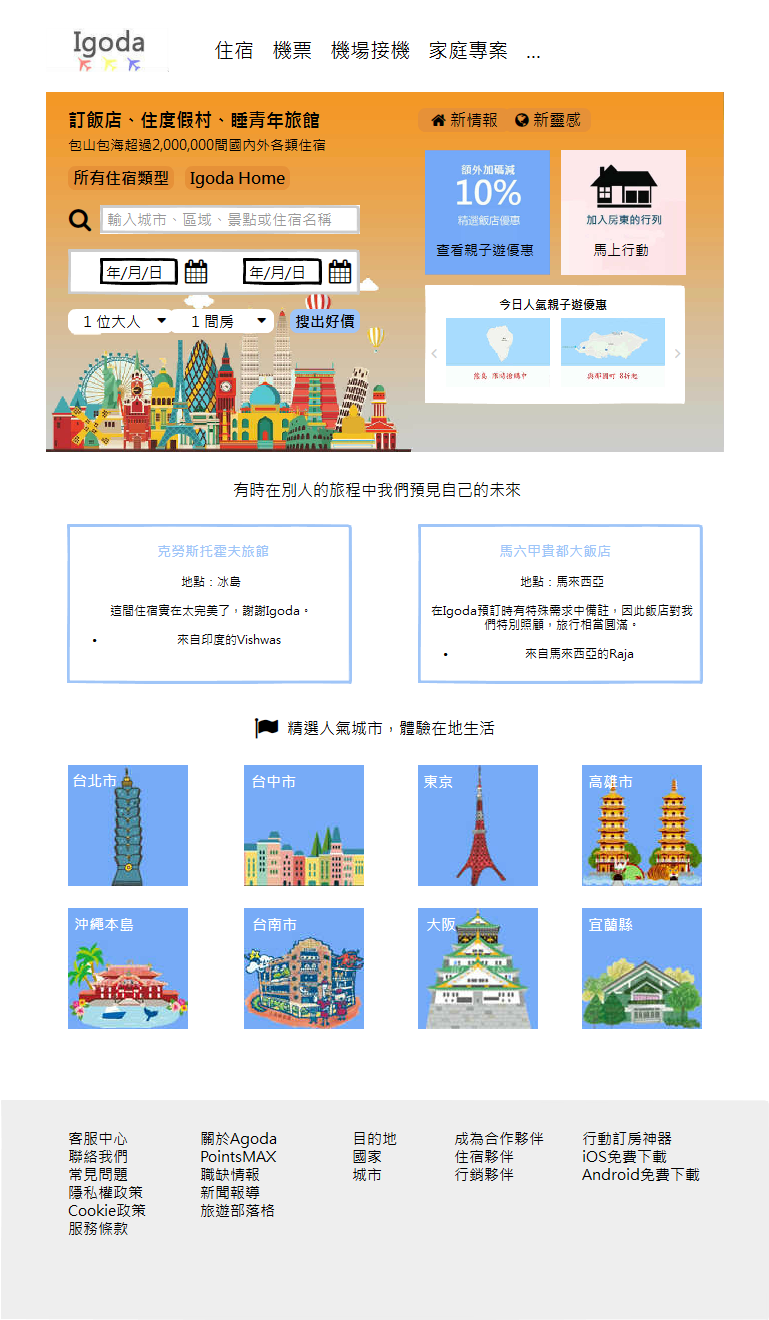 Igoda
住宿 機票 機場接機 家庭專案 ...
訂飯店、住度假村、睡青年旅館
包山包海超過2,000,000間國內外各類住宿
所有住宿類型 Igoda Home
輸入城市、區域、景點或住宿名稱
年/月/日 年/月/日
1 位大人 1 間房 搜出好價
新情報 新靈感
額外加碼減
10%
精選飯店優惠
查看親子遊優惠
加入房東的行列
馬上行動
今日人氣親子遊優惠
龜島 限時搶購中
與那國町 8折起
有時在別人的旅程中我們預見自己的未來
克勞斯托霍夫旅館
地點：冰島
這間住宿實在太完美了，謝謝Igoda。
• 來自印度的Vishwas
馬六甲貴都大飯店
地點：馬來西亞
在Igoda預訂時有特殊需求中備註，因此飯店對我
們特別照顧，旅行相當圓滿。
• 來自馬來西亞的Raja
精選人氣城市，體驗在地生活
台北市 台中市 東京 高雄市
沖繩本島 台南市 大阪 宜蘭縣
客服中心
聯絡我們
常見問題
隱私權政策
Cookie政策
服務條款
關於Agoda
PointsMAX
職缺情報
新聞報導
旅遊部落格
目的地
國家
城市
成為合作夥伴
住宿夥伴
行銷夥伴
行動訂房神器
iOS免費下載
Android免費下載